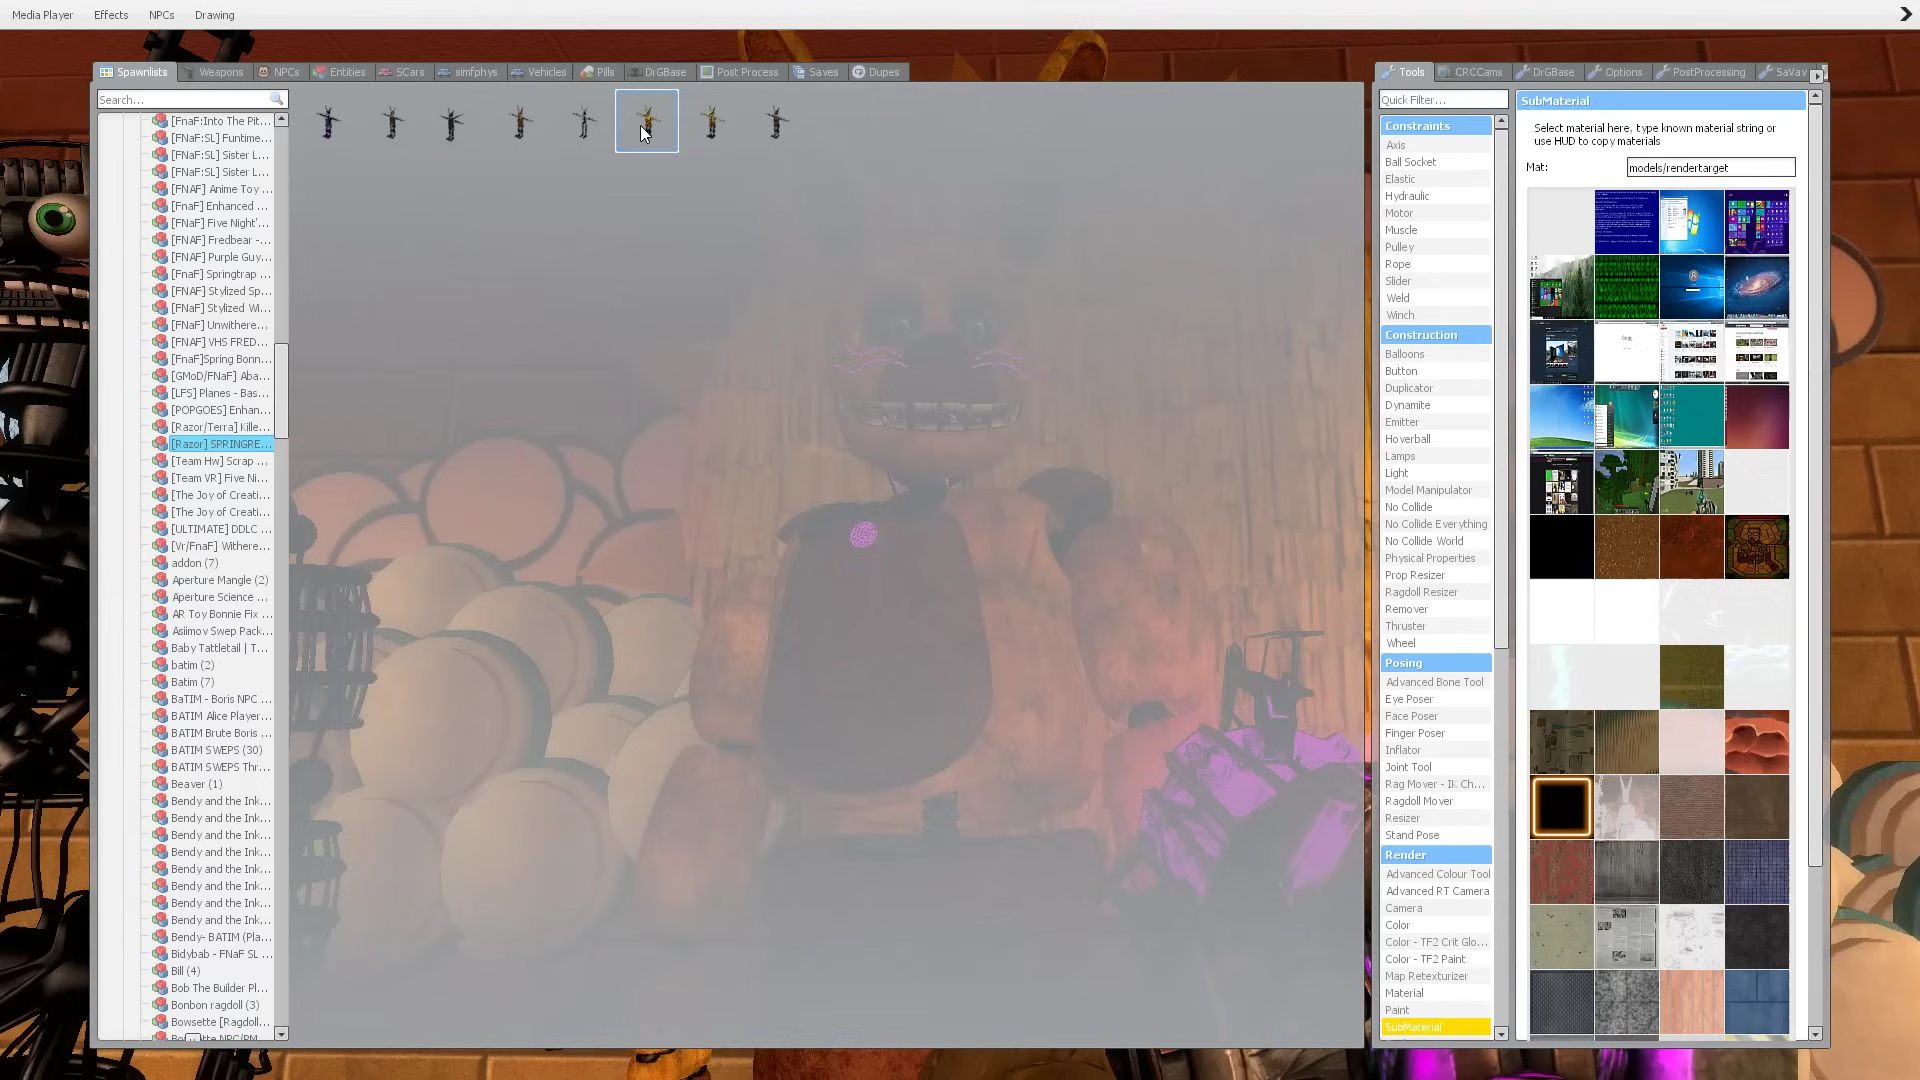 Media Player Effects NPCs Drawing
Spawnlists Weapons NPCs Entities SCars simfphys Vehicles Pills DrGBase Post Process Saves Dupes
Search...
[FnaF:Into The Pit...
[FNaF:SL] Funtime...
[FNaF:SL] Sister L...
[FNaF:SL] Sister L...
[FNAF] Anime Toy ...
[FnaF] Enhanced ...
[FNaF] Five Night'...
[FNAF] Fredbear -...
[FNAF] Purple Guy...
[FnaF] Springtrap ...
[FNAF] Stylized Sp...
[FNaF] Stylized Wi...
[FNaF] Unwithere...
[FNAF] VHS FRED...
[FnaF]Spring Bonn...
[GMoD/FNaF] Aba...
[LFS] Planes - Bas...
[POPGOES] Enhan...
[Razor/Terra] Kille...
[Razor] SPRINGRE...
[Team Hw] Scrap ...
[Team VR] Five Ni...
[The Joy of Creati...
[The Joy of Creati...
[ULTIMATE] DDLC ...
[Vr/FnaF] Withere...
addon (7)
Aperture Mangle (2)
Aperture Science ...
AR Toy Bonnie Fix ...
Asiimov Swep Pack...
Baby Tattletail | T...
batim (2)
Batim (7)
BaTIM - Boris NPC ...
BATIM Alice Player...
BATIM Brute Boris ...
BATIM SWEPS (30)
BATIM SWEPS Thr...
Beaver (1)
Bendy and the Ink...
Bendy and the Ink...
Bendy and the Ink...
Bendy and the Ink...
Bendy and the Ink...
Bendy and the Ink...
Bendy and the Ink...
Bendy and the Ink...
Bendy- BATIM (Pla...
Bidybab - FNaF SL ...
Bill (4)
Bob The Builder Pl...
Bonbon ragdoll (3)
Bowsette [Ragdoll...
Tools CRCCams DrGBase Options PostProcessing SaVav
Quick Filter...
Constraints
Axis
Ball Socket
Elastic
Hydraulic
Motor
Muscle
Pulley
Rope
Slider
Weld
Winch
Construction
Balloons
Button
Duplicator
Dynamite
Emitter
Hoverball
Lamps
Light
Model Manipulator
No Collide
No Collide Everything
No Collide World
Physical Properties
Prop Resizer
Ragdoll Resizer
Remover
Thruster
Wheel
Posing
Advanced Bone Tool
Eye Poser
Face Poser
Finger Poser
Inflator
Joint Tool
Rag Mover - IK Ch...
Ragdoll Mover
Resizer
Stand Pose
Render
Advanced Colour Tool
Advanced RT Camera
Camera
Color
Color - TF2 Crit Glo...
Color - TF2 Paint
Map Retexturizer
Material
Paint
SubMaterial
SubMaterial
Select material here, type known material string or
use HUD to copy materials
Mat: models/rendertarget